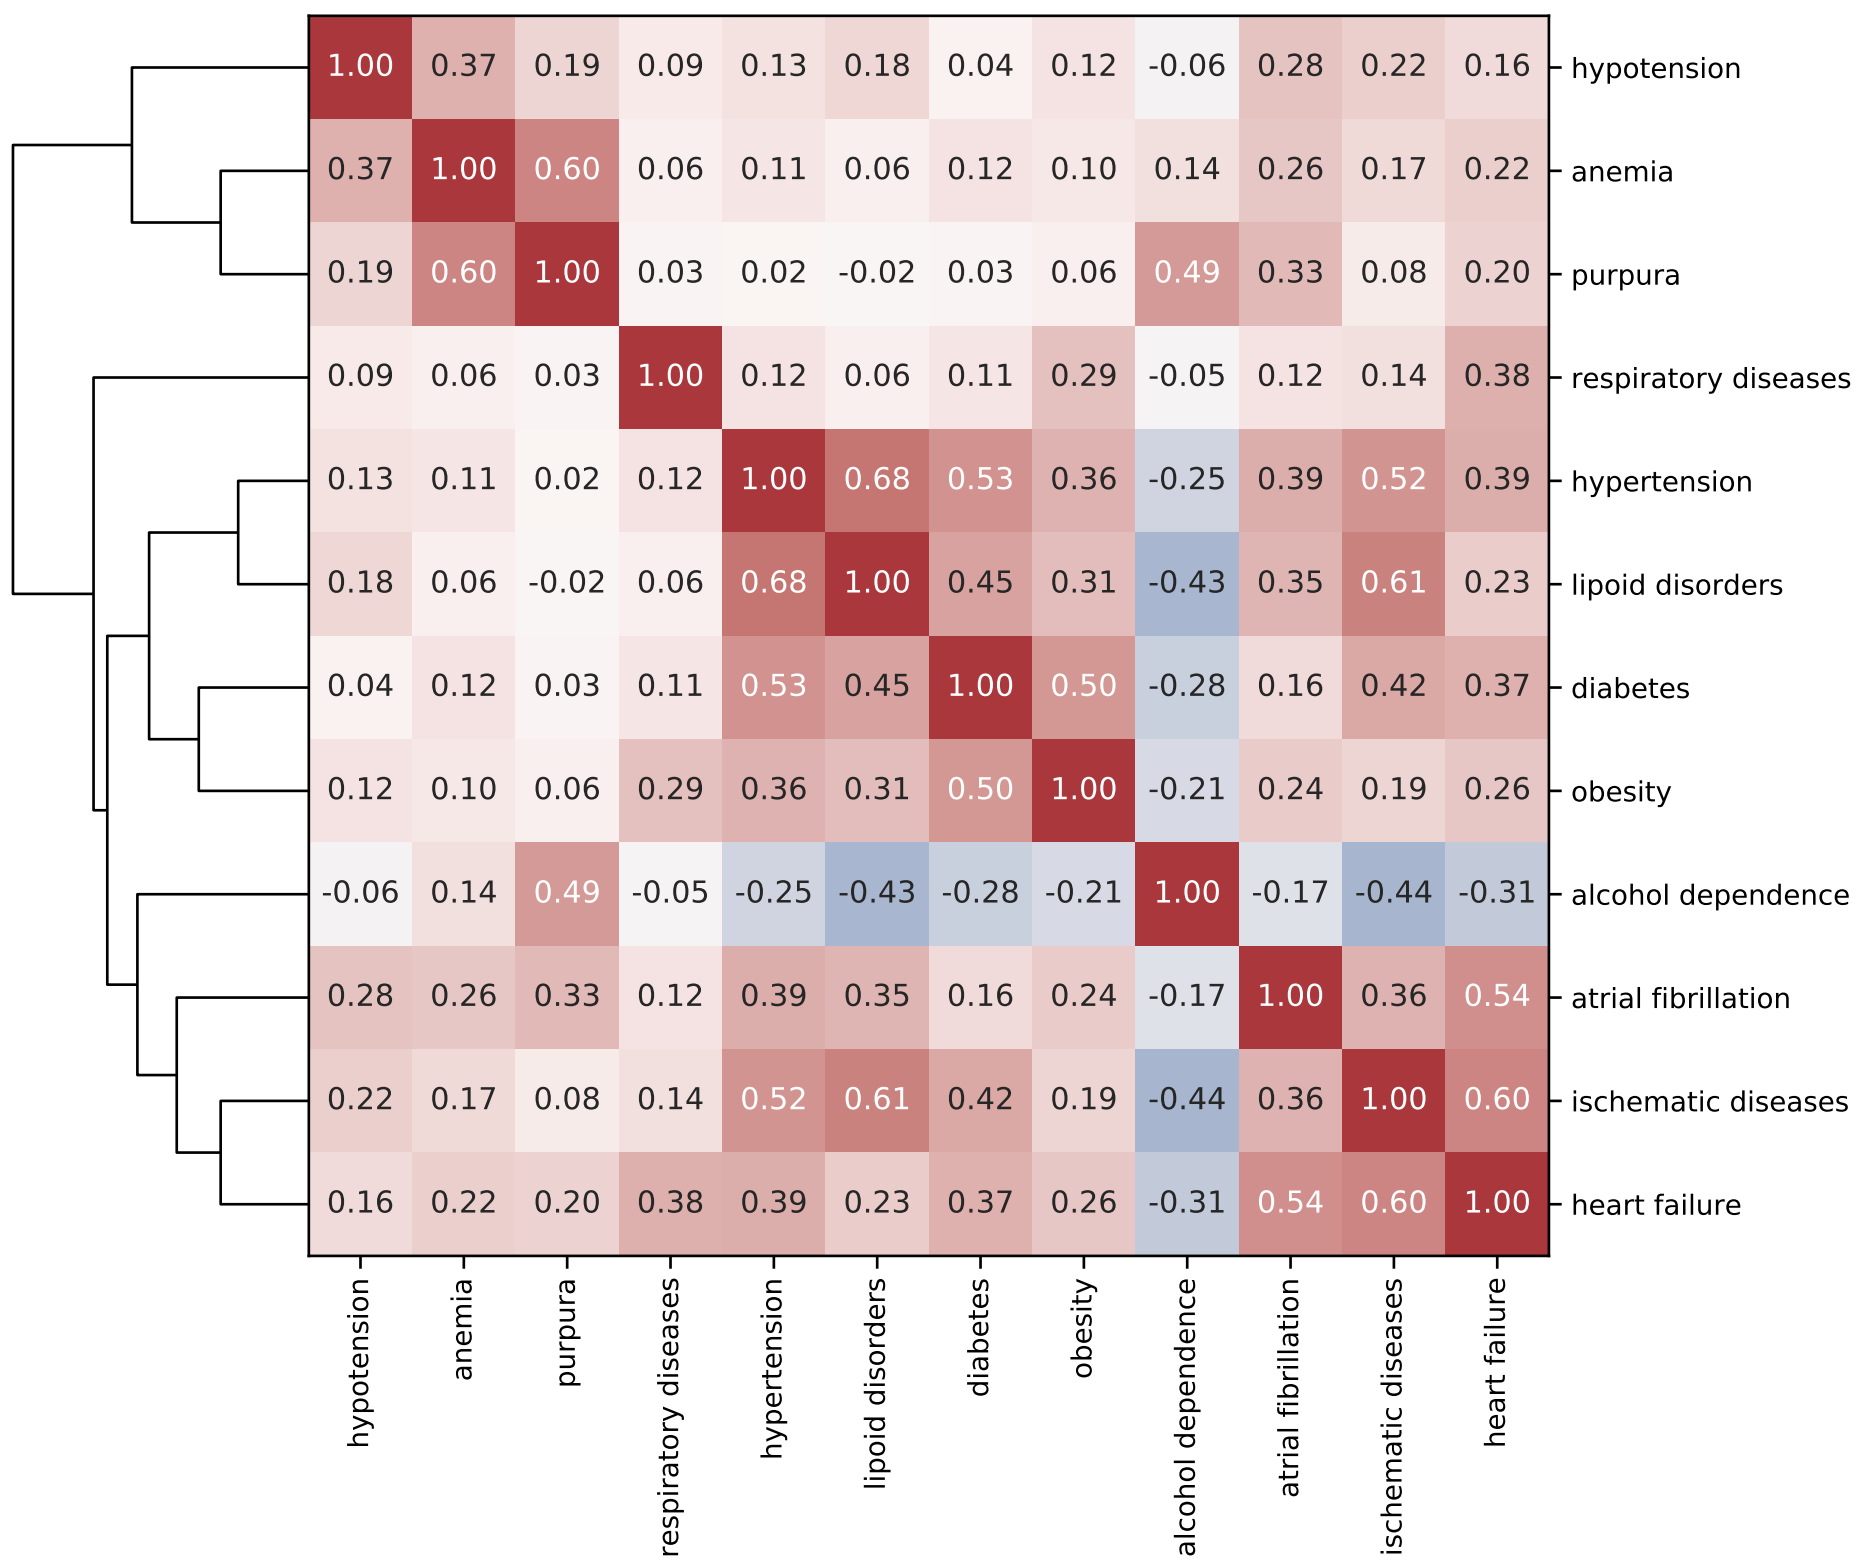 1.00 0.37 0.19 0.09 0.13 0.18 0.04 0.12 -0.06 0.28 0.22 0.16 hypotension
0.37 1.00 0.60 0.06 0.11 0.06 0.12 0.10 0.14 0.26 0.17 0.22 anemia
0.19 0.60 1.00 0.03 0.02 -0.02 0.03 0.06 0.49 0.33 0.08 0.20 purpura
0.09 0.06 0.03 1.00 0.12 0.06 0.11 0.29 -0.05 0.12 0.14 0.38 respiratory diseases
0.13 0.11 0.02 0.12 1.00 0.68 0.53 0.36 -0.25 0.39 0.52 0.39 hypertension
0.18 0.06 -0.02 0.06 0.68 1.00 0.45 0.31 -0.43 0.35 0.61 0.23 lipoid disorders
0.04 0.12 0.03 0.11 0.53 0.45 1.00 0.50 -0.28 0.16 0.42 0.37 diabetes
0.12 0.10 0.06 0.29 0.36 0.31 0.50 1.00 -0.21 0.24 0.19 0.26 obesity
-0.06 0.14 0.49 -0.05 -0.25 -0.43 -0.28 -0.21 1.00 -0.17 -0.44 -0.31 alcohol dependence
0.28 0.26 0.33 0.12 0.39 0.35 0.16 0.24 -0.17 1.00 0.36 0.54 atrial fibrillation
0.22 0.17 0.08 0.14 0.52 0.61 0.42 0.19 -0.44 0.36 1.00 0.60 ischematic diseases
0.16 0.22 0.20 0.38 0.39 0.23 0.37 0.26 -0.31 0.54 0.60 1.00 heart failure
hypotension
anemia
purpura
respiratory diseases
hypertension
lipoid disorders
diabetes
obesity
alcohol dependence
atrial fibrillation
ischematic diseases
heart failure